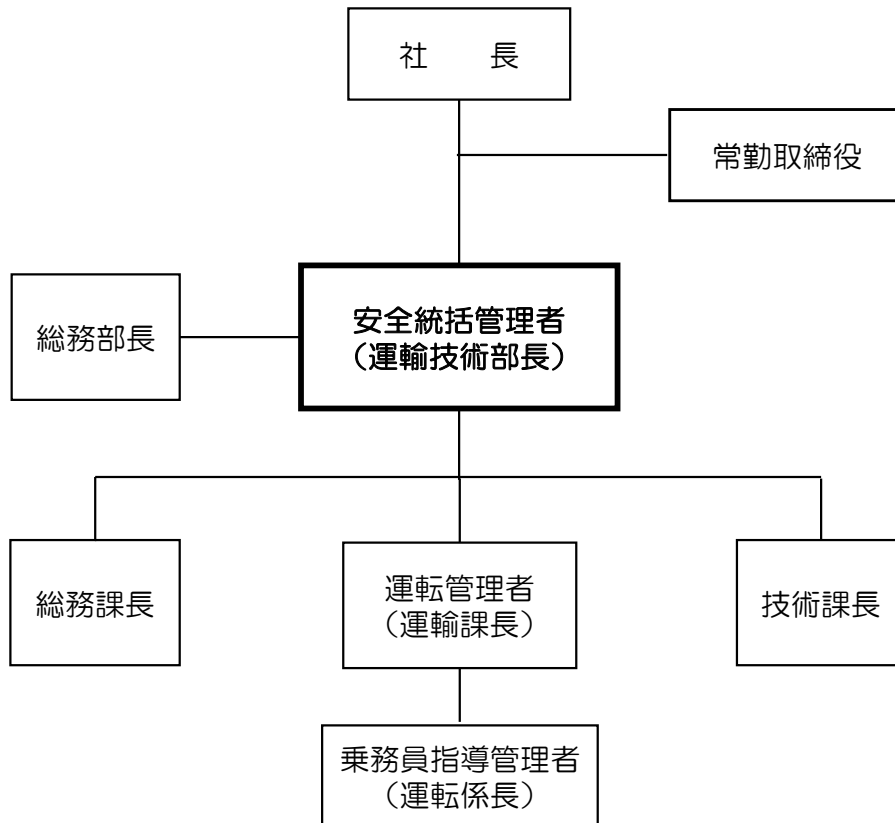 社　　長
常勤取締役
総務部長
安全統括管理者
（運輸技術部長）
総務課長
運転管理者
（運輸課長）
技術課長
乗務員指導管理者
（運転係長）